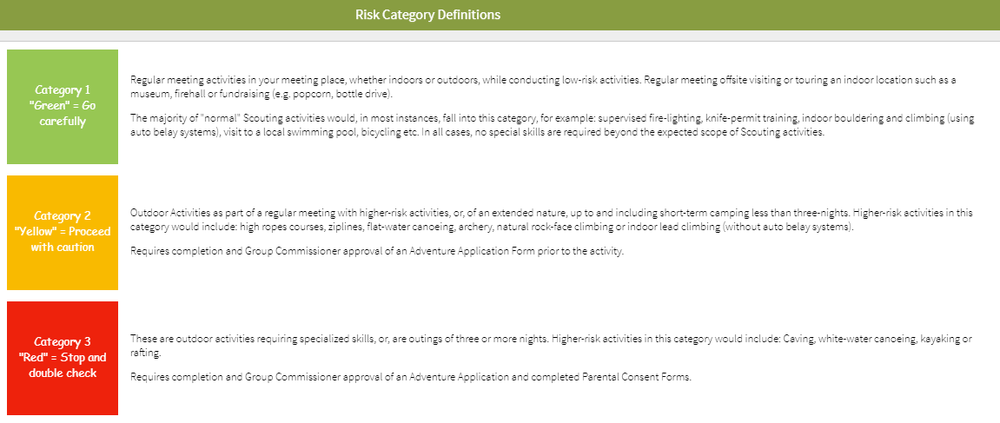 Risk Category Definitions
Category 1
"Green" = Go
carefully
Regular meeting activities in your meeting place, whether indoors or outdoors, while conducting low-risk activities. Regular meeting offsite visiting or touring an indoor location such as a
museum, firehall or fundraising (e.g. popcorn, bottle drive).
The majority of "normal" Scouting activities would, in most instances, fall into this category, for example: supervised fire-lighting, knife-permit training, indoor bouldering and climbing (using
auto belay systems), visit to a local swimming pool, bicycling etc. In all cases, no special skills are required beyond the expected scope of Scouting activities.
Category 2
"Yellow" = Proceed
with caution
Outdoor Activities as part of a regular meeting with higher-risk activities, or, of an extended nature, up to and including short-term camping less than three-nights. Higher-risk activities in this
category would include: high ropes courses, ziplines, flat-water canoeing, archery, natural rock-face climbing or indoor lead climbing (without auto belay systems).
Requires completion and Group Commissioner approval of an Adventure Application Form prior to the activity.
Category 3
"Red" = Stop and
double check
These are outdoor activities requiring specialized skills, or, are outings of three or more nights. Higher-risk activities in this category would include: Caving, white-water canoeing, kayaking or
rafting.
Requires completion and Group Commissioner approval of an Adventure Application and completed Parental Consent Forms.